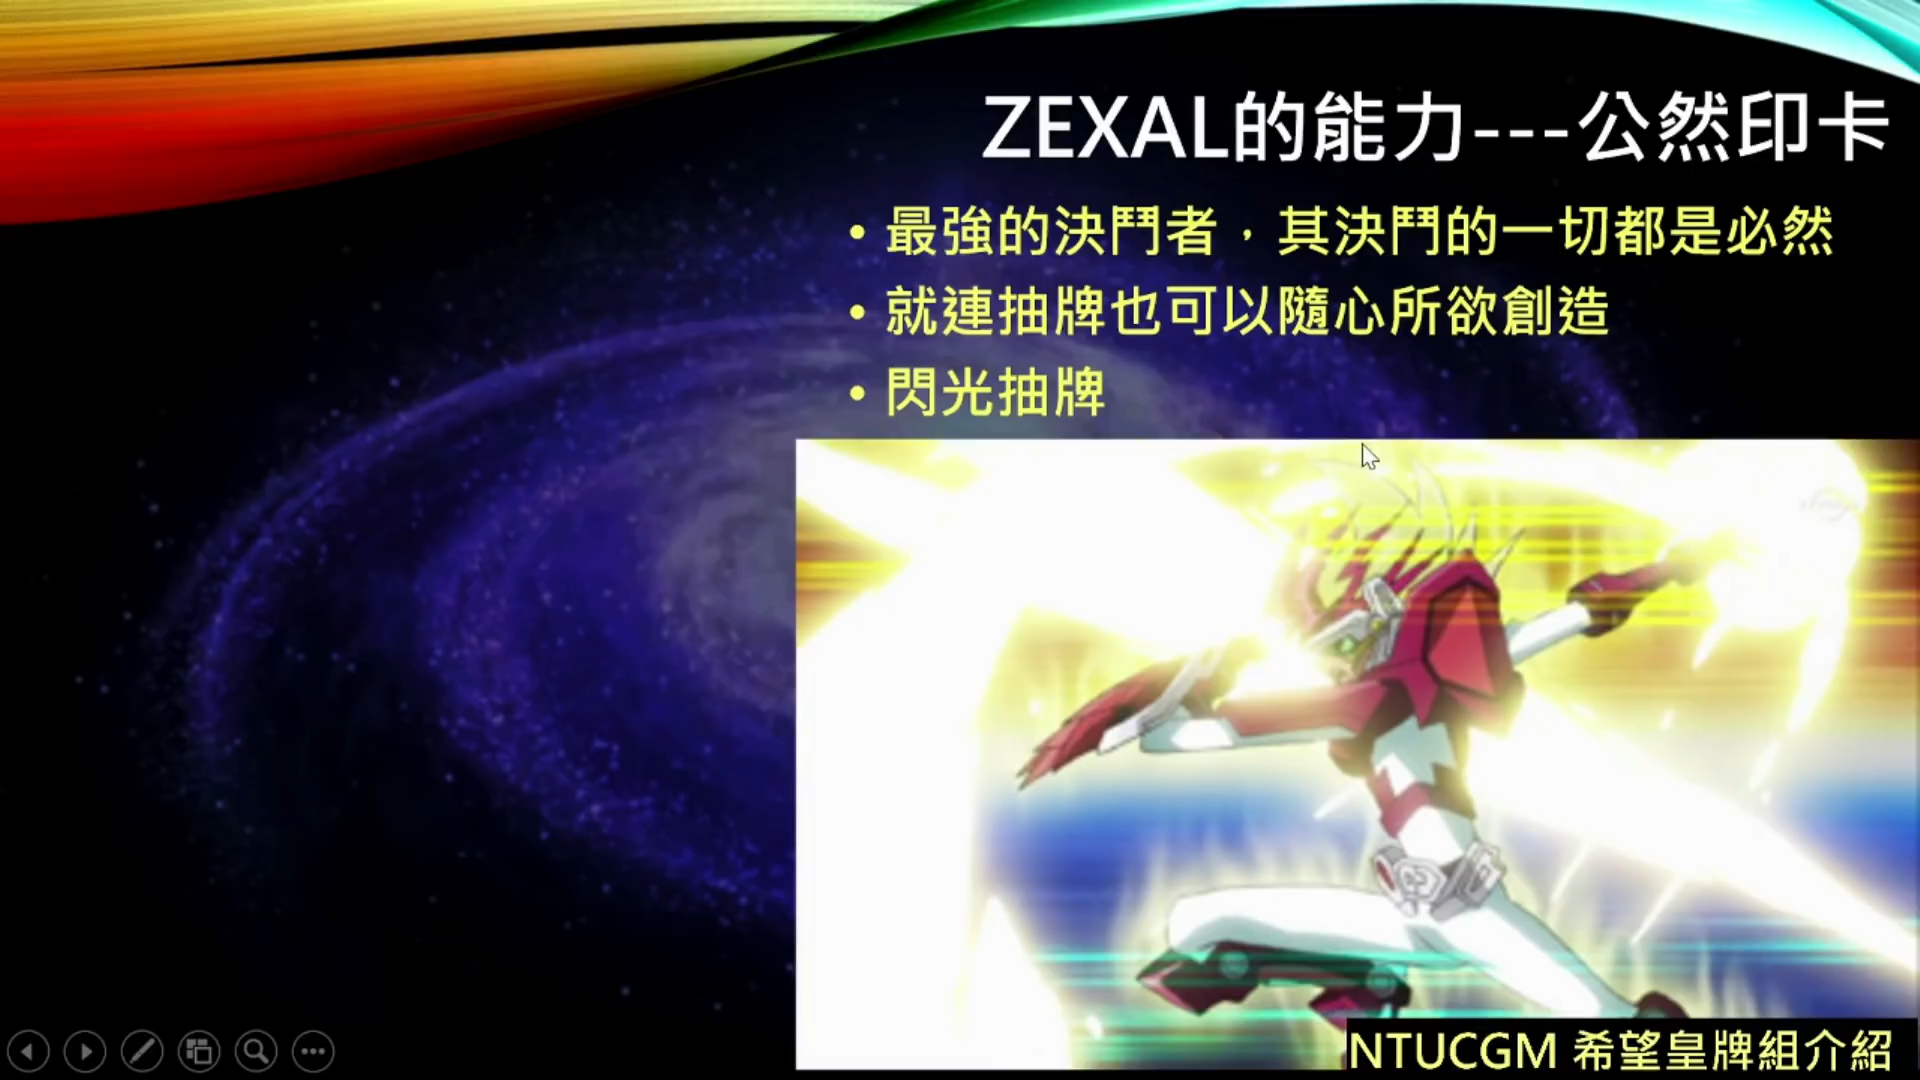 ZEXAL的能力---公然印卡
• 最強的決鬥者，其決鬥的一切都是必然
• 就連抽牌也可以隨心所欲創造
• 閃光抽牌
NTUCGM 希望皇牌組介紹